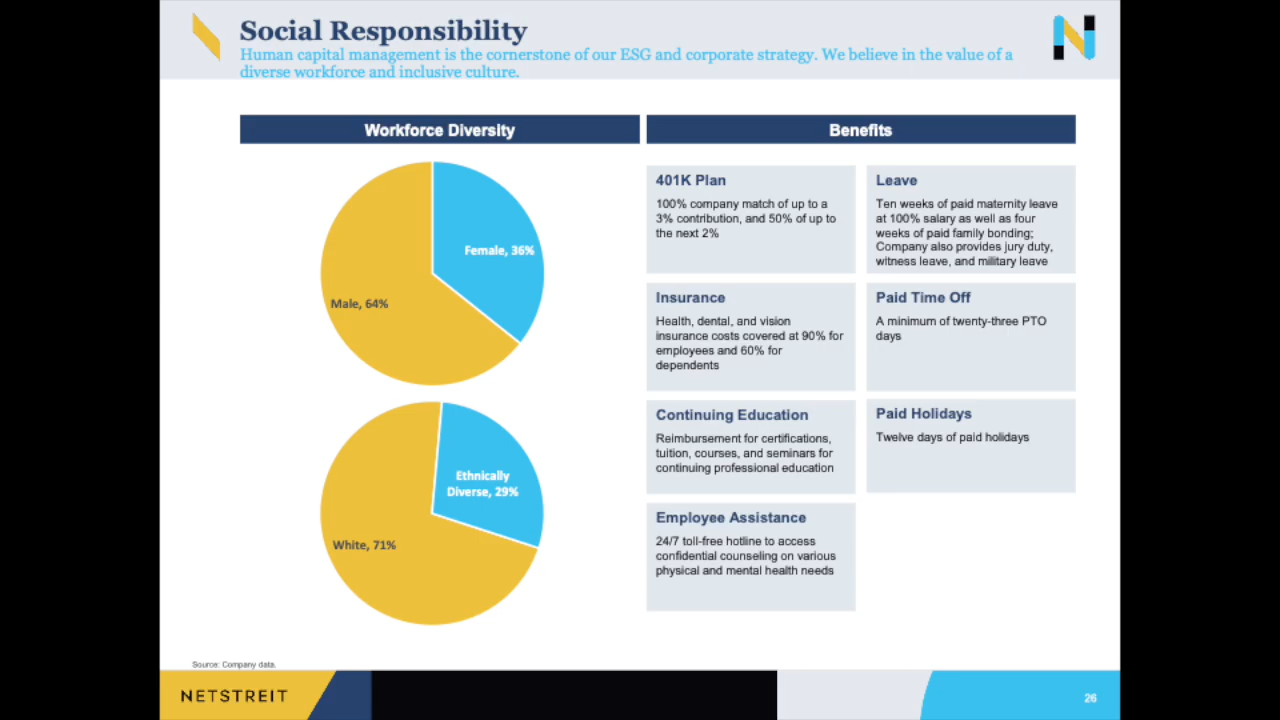 Social Responsibility
Human capital management is the cornerstone of our ESG and corporate strategy. We believe in the value of a
diverse workforce and inclusive culture.
Workforce Diversity
Female, 36%
Male, 64%
Ethnically
Diverse, 29%
White, 71%
Benefits
401K Plan
100% company match of up to a
3% contribution, and 50% of up to
the next 2%
Leave
Ten weeks of paid maternity leave
at 100% salary as well as four
weeks of paid family bonding;
Company also provides jury duty,
witness leave, and military leave
Insurance
Health, dental, and vision
insurance costs covered at 90% for
employees and 60% for
dependents
Paid Time Off
A minimum of twenty-three PTO
days
Continuing Education
Reimbursement for certifications,
tuition, courses, and seminars for
continuing professional education
Paid Holidays
Twelve days of paid holidays
Employee Assistance
24/7 toll-free hotline to access
confidential counseling on various
physical and mental health needs
Source: Company data.
NETSTREIT
26